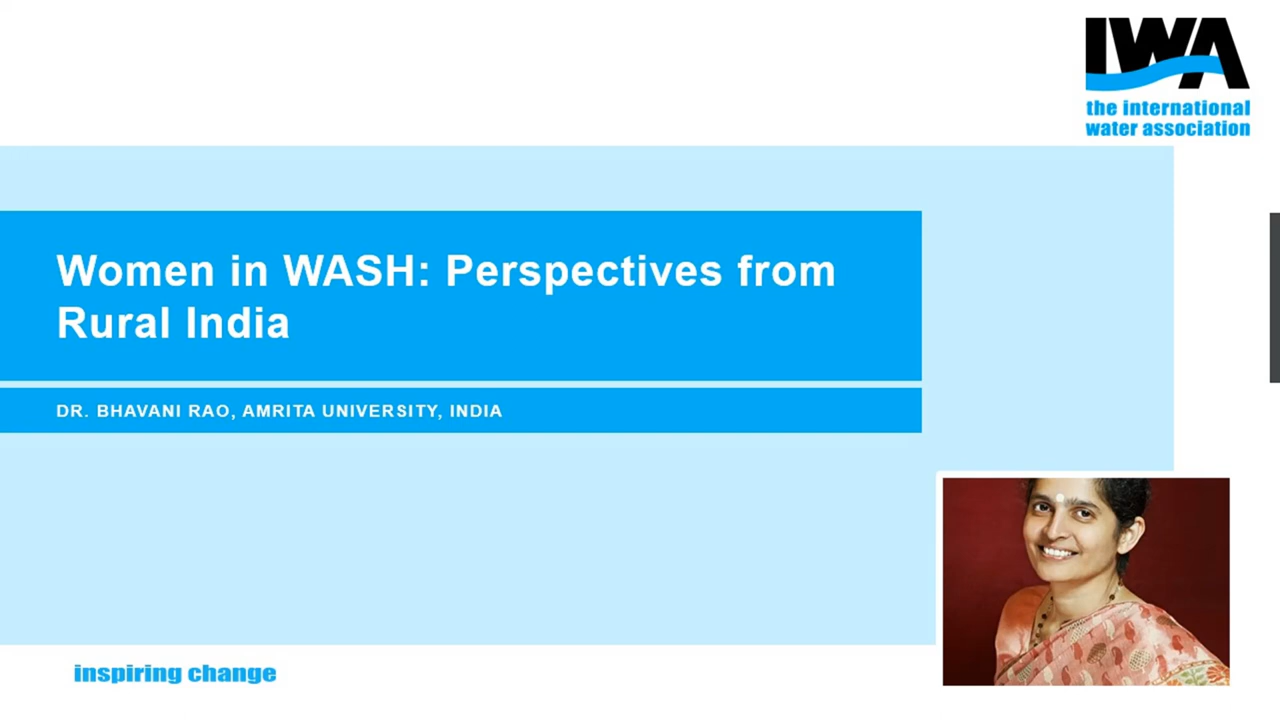 IWA
the international
water association
Women in WASH: Perspectives from
Rural India
DR. BHAVANI RAO, AMRITA UNIVERSITY, INDIA
inspiring change